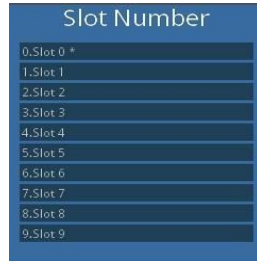 Slot Number
0.Slot 0 *
1.Slot 1
2.Slot 2
3.Slot 3
4.Slot 4
5.Slot 5
6.Slot 6
7.Slot 7
8.Slot 8
9.Slot 9